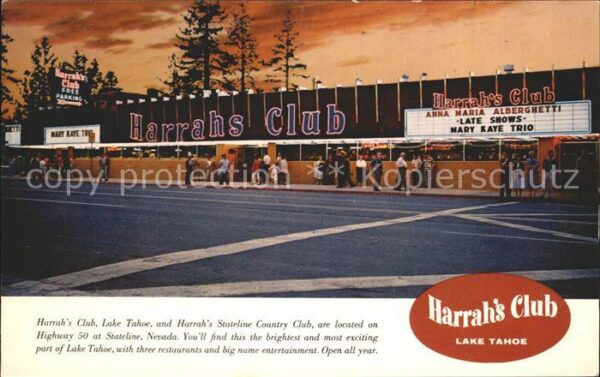 Harrah's Club
FREE
PARKING
MARY KAYE TRIO
Harrah's Club
Harrah's Club
ANNA MARIA ALBERGHETTI
-LATE SHOWS-
MARY KAYE TRIO
copyright protection Kopierschutz
Harrah's Club, Lake Tahoe, and Harrah's Stateline Country Club, are located on
Highway 50 at Stateline, Nevada. You'll find this the brightest and most exciting
part of Lake Tahoe, with three restaurants and big name entertainment. Open all year.
Harrah's Club
LAKE TAHOE